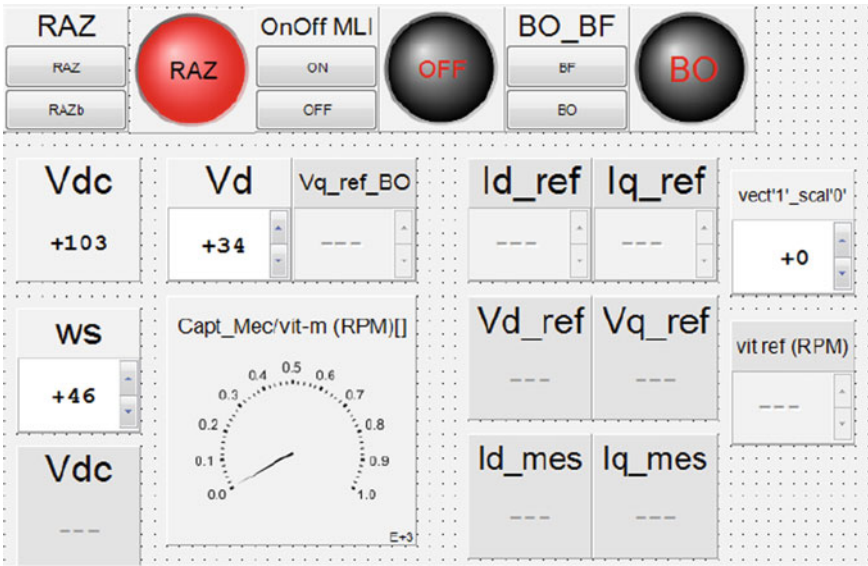 RAZ
RAZ
RAZb
RAZ
OnOff MLI
ON
OFF
OFF
BO_BF
BF
BO
BO
Vdc
+103
Vd
+34
Vq_ref_BO
---
Id_ref
---
Iq_ref
---
vect'1'_scal'0'
+0
ws
+46
Capt_Mec/vit-m (RPM)[]
0.0
0.1
0.2
0.3
0.4
0.5
0.6
0.7
0.8
0.9
1.0
E+3
Vd_ref
---
Vq_ref
---
vit ref (RPM)
---
Vdc
---
Id_mes
---
Iq_mes
---